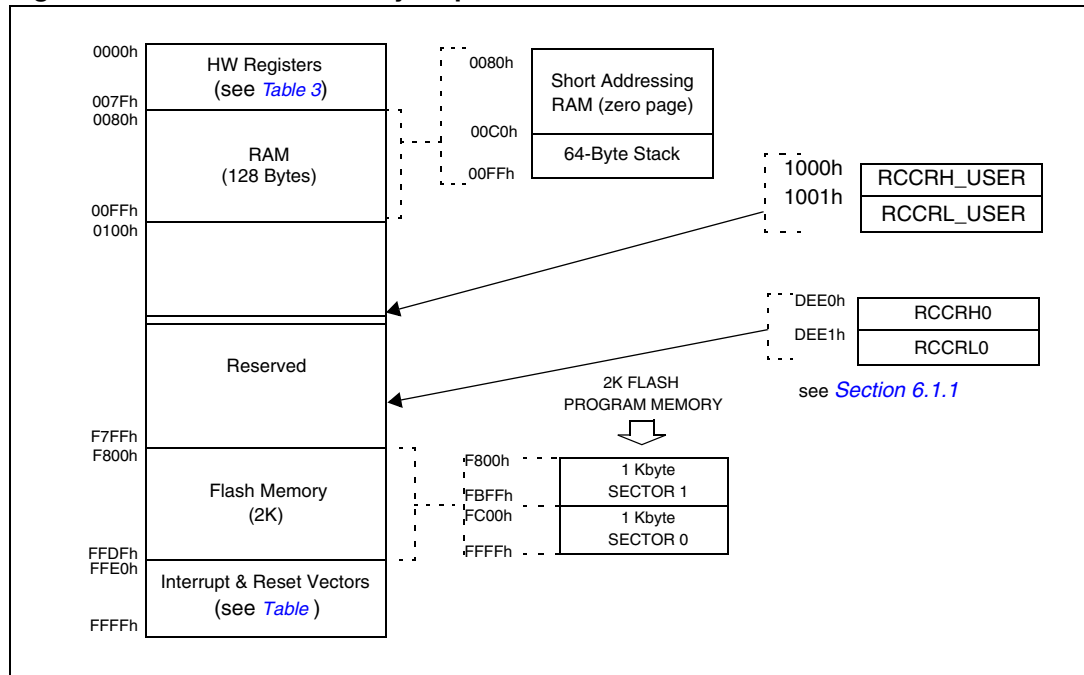 0000h
HW Registers
(see Table 3)
007Fh
0080h
RAM
(128 Bytes)
00FFh
0100h
Reserved
F7FFh
F800h
Flash Memory
(2K)
FFDFh
FFE0h
Interrupt & Reset Vectors
(see Table )
FFFFh
0080h
Short Addressing
RAM (zero page)
00C0h
64-Byte Stack
00FFh
1000h
RCCRH_USER
1001h
RCCRL_USER
DEE0h
RCCRH0
DEE1h
RCCRL0
see Section 6.1.1
2K FLASH
PROGRAM MEMORY
F800h
1 Kbyte
SECTOR 1
FBFFh
FC00h
1 Kbyte
SECTOR 0
FFFFh